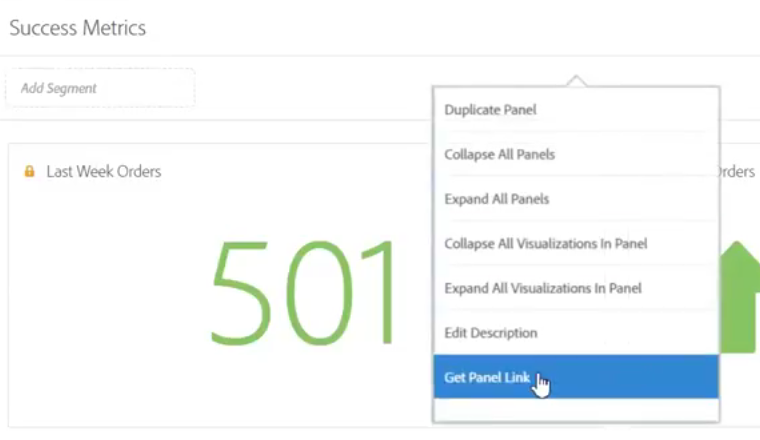 Success Metrics
Add Segment
Duplicate Panel
Collapse All Panels
Last Week Orders
Orders
Expand All Panels
Collapse All Visualizations In Panel
501
Expand All Visualizations In Panel
Edit Description
Get Panel Link